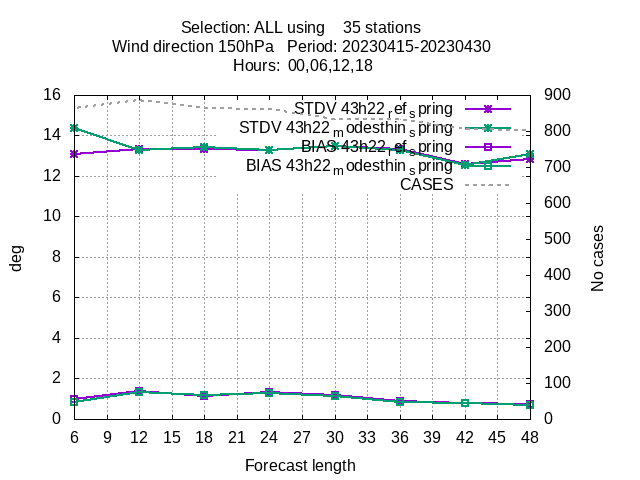 Selection: ALL using    35 stations
Wind direction 150hPa   Period: 20230415-20230430
Hours:  00,06,12,18
STDV 43h22_ref_spring
STDV 43h22_modesthin_spring
BIAS 43h22_ref_spring
BIAS 43h22_modesthin_spring
CASES
16
14
12
10
8
6
4
2
0
deg
900
800
700
600
500
400
300
200
100
0
No cases
6 9 12 15 18 21 24 27 30 33 36 39 42 45 48
Forecast length